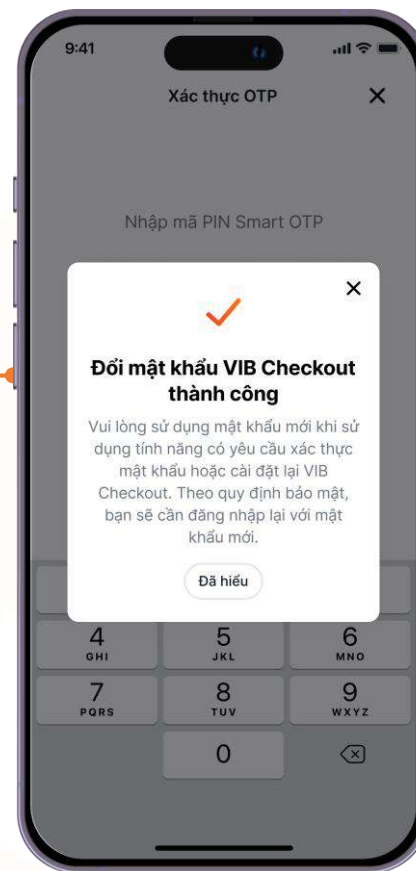 9:41
Xác thực OTP
Nhập mã PIN Smart OTP
Đổi mật khẩu VIB Checkout
thành công
Vui lòng sử dụng mật khẩu mới khi sử
dụng tính năng có yêu cầu xác thực
mật khẩu hoặc cài đặt lại VIB
Checkout. Theo quy định bảo mật,
bạn sẽ cần đăng nhập lại với mật
khẩu mới.
Đã hiểu
4 5 6
GHI JKL MNO
7 8 9
PQRS TUV WXYZ
0